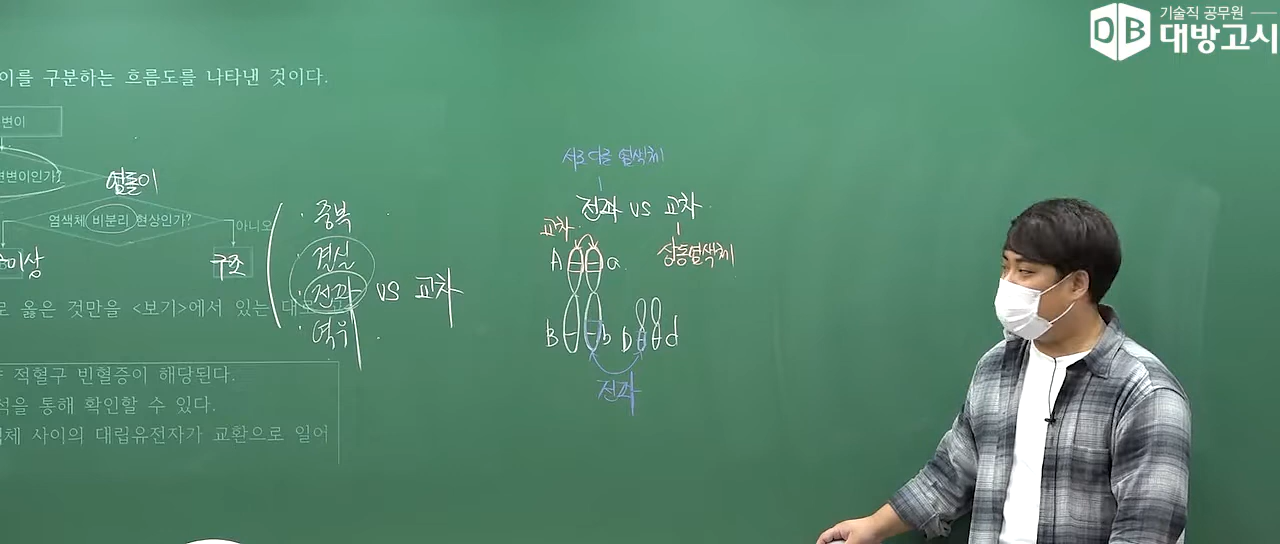 DB 기술직 공무원
대방고시
이를 구분하는 흐름도를 나타낸 것이다.
변이
변이인가?
염돌이
염색체 비분리 현상인가?
아니오
수이상
구조
로 옳은 것만을 <보기>에서 있는 대로
적혈구 빈혈증이 해당된다.
석을 통해 확인할 수 있다.
체 사이의 대립유전자가 교환으로 일어
· 중복
· 결실
· 전좌 vs 교차
· 역위
서로 다른 염색체
전좌 vs 교차
교차
상동염색체
A a
B b D d
전좌